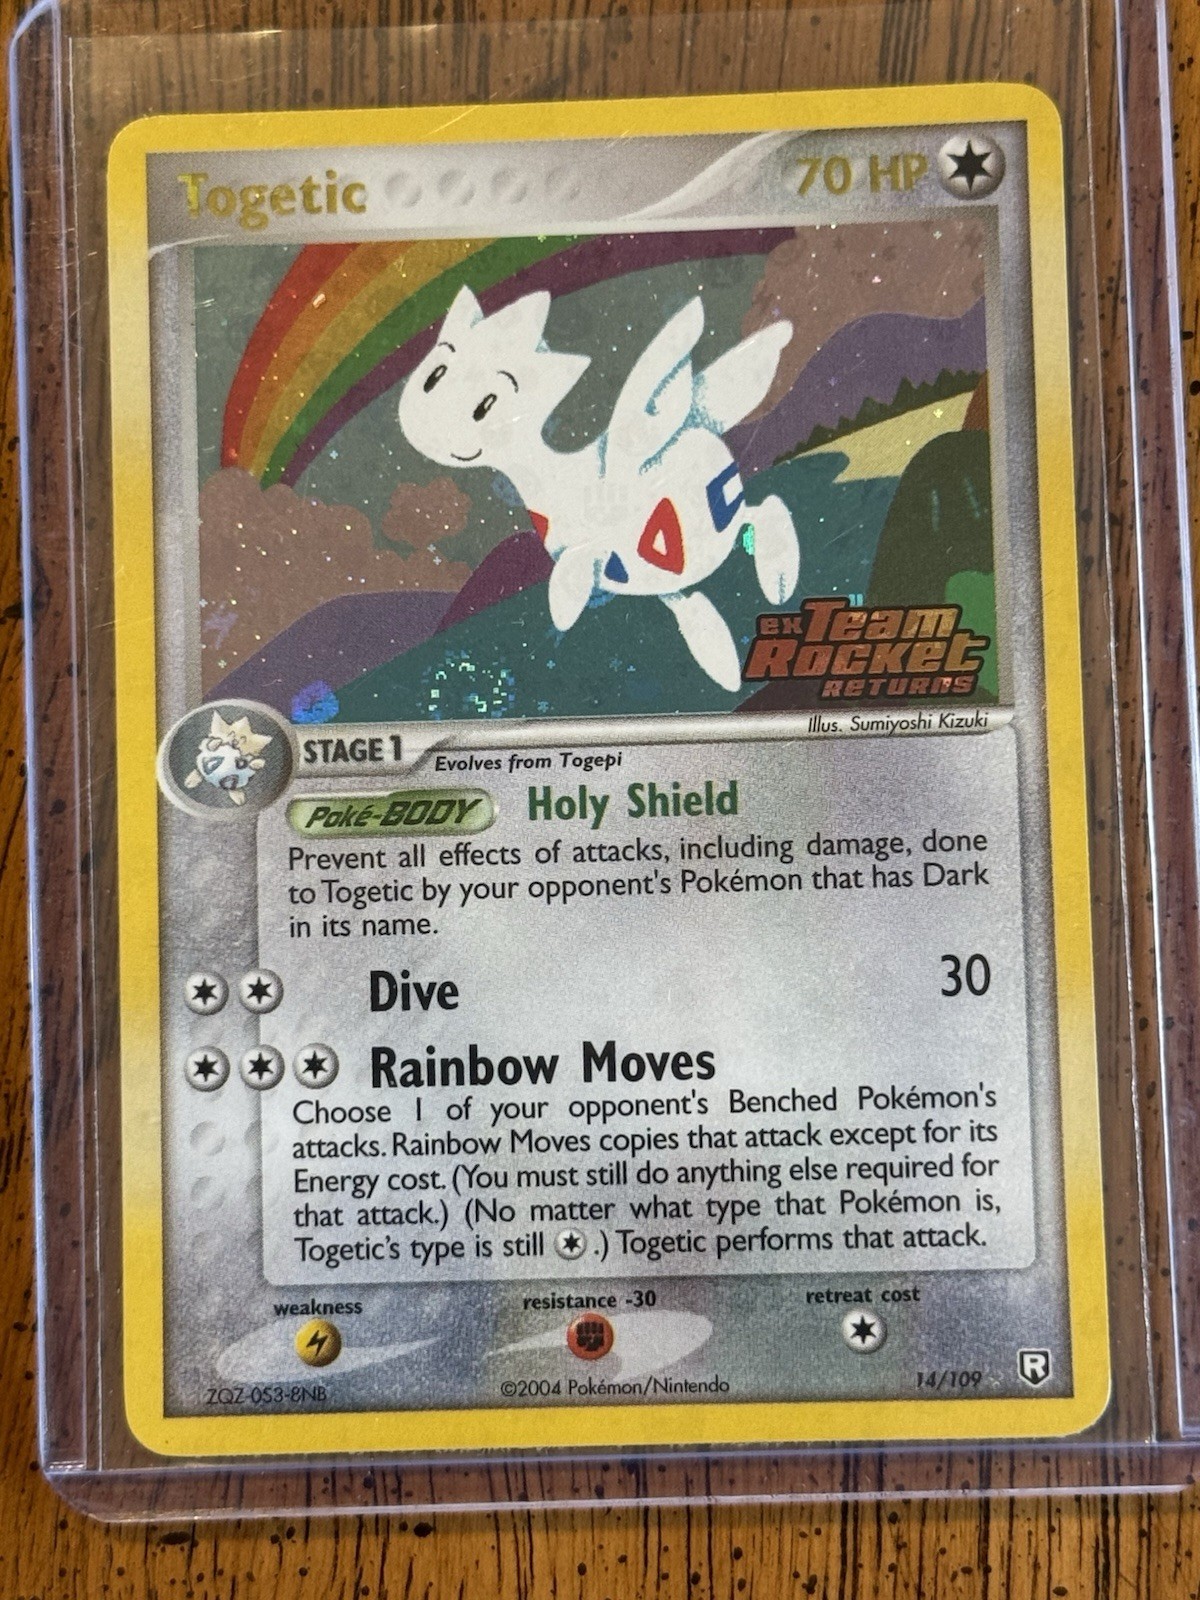 Togetic 70 HP
ex Team
Rocket
Returns
Illus. Sumiyoshi Kizuki
STAGE 1
Evolves from Togepi
Poké-BODY Holy Shield
Prevent all effects of attacks, including damage, done
to Togetic by your opponent's Pokémon that has Dark
in its name.
Dive 30
Rainbow Moves
Choose 1 of your opponent's Benched Pokémon's
attacks. Rainbow Moves copies that attack except for its
Energy cost. (You must still do anything else required for
that attack.) (No matter what type that Pokémon is,
Togetic's type is still .) Togetic performs that attack.
weakness resistance -30 retreat cost
ZQZ-053-8NB ©2004 Pokémon/Nintendo 14/109 R